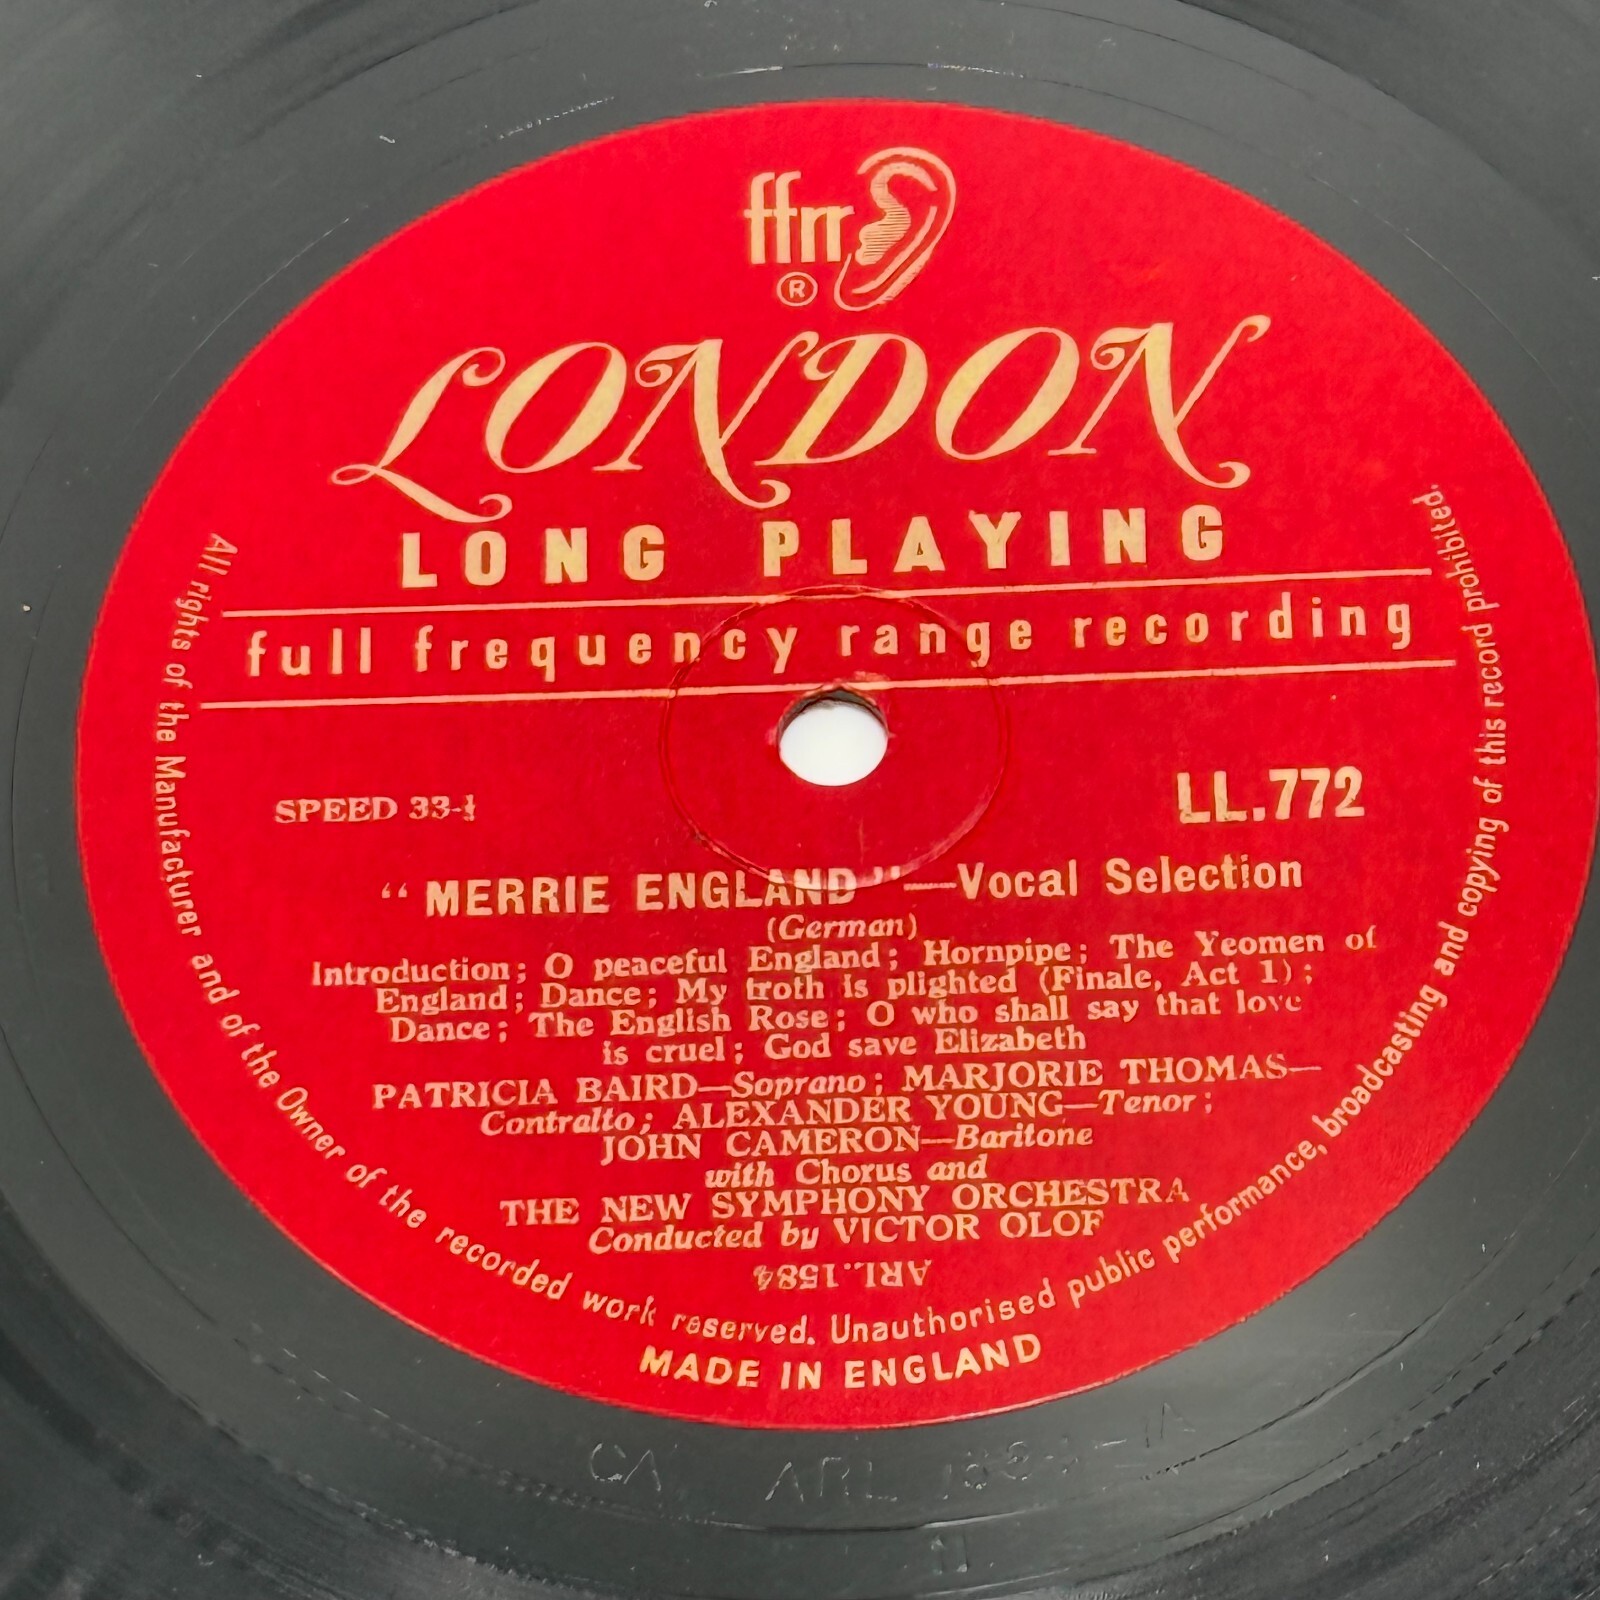 ffrr
®
LONDON
LONG PLAYING
full frequency range recording
SPEED 33-⅓
LL.772
“MERRIE ENGLAND”—Vocal Selection
(German)
Introduction; O peaceful England; Hornpipe; The Yeomen of
England; Dance; My troth is plighted (Finale, Act 1);
Dance; The English Rose; O who shall say that love
is cruel; God save Elizabeth
PATRICIA BAIRD—Soprano; MARJORIE THOMAS—
Contralto; ALEXANDER YOUNG—Tenor;
JOHN CAMERON—Baritone
with Chorus and
THE NEW SYMPHONY ORCHESTRA
Conducted by VICTOR OLOF
ARL.1584
All rights of the Manufacturer and of the Owner of the recorded work reserved. Unauthorised public performance, broadcasting and copying of this record prohibited.
MADE IN ENGLAND
CA ARL